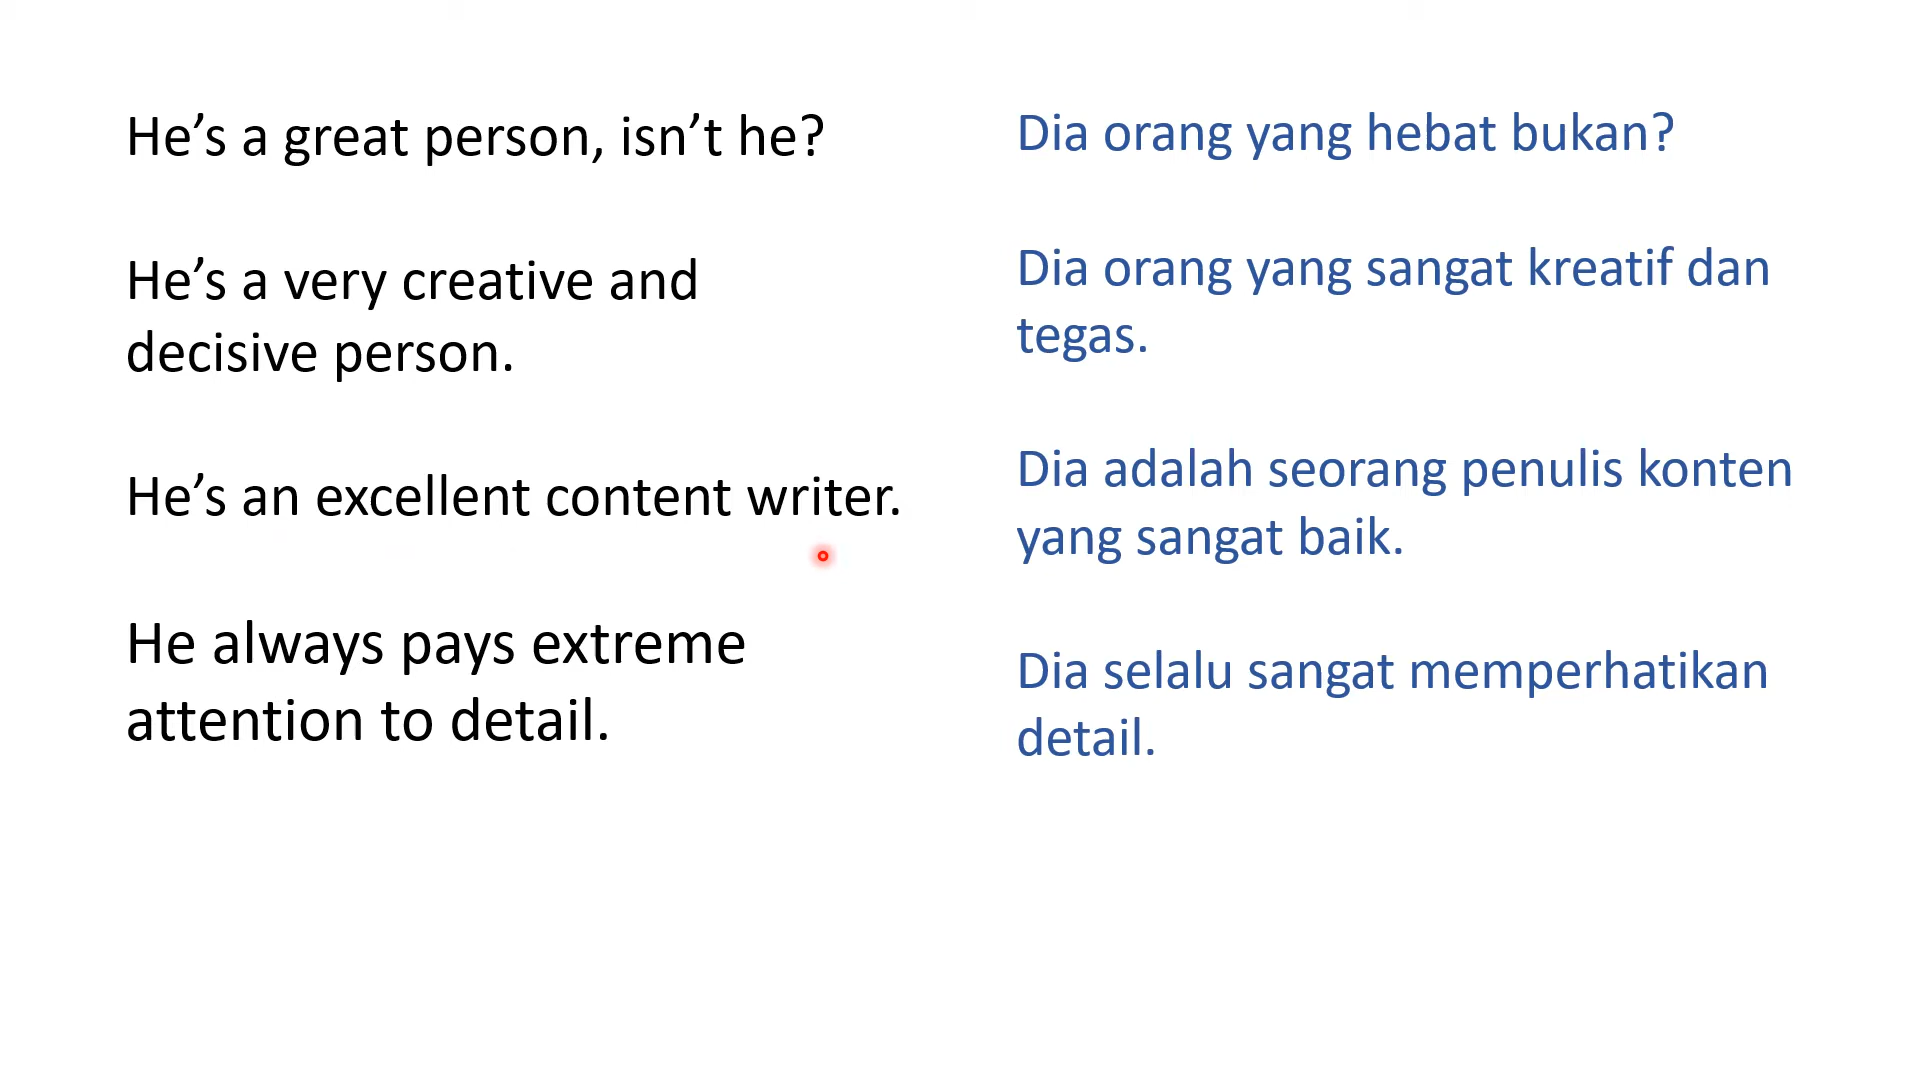 He’s a great person, isn’t he?
He’s a very creative and
decisive person.
He’s an excellent content writer.
He always pays extreme
attention to detail.
Dia orang yang hebat bukan?
Dia orang yang sangat kreatif dan
tegas.
Dia adalah seorang penulis konten
yang sangat baik.
Dia selalu sangat memperhatikan
detail.